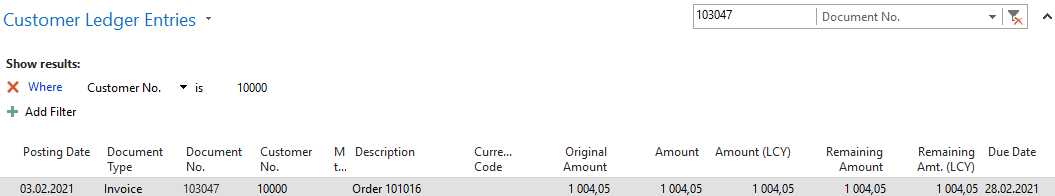 Customer Ledger Entries
103047 Document No.
Show results:
Where Customer No. is 10000
Add Filter
Posting Date Document Type Document No. Customer No. M t... Description Curre... Code Original Amount Amount Amount (LCY) Remaining Amount Remaining Amt. (LCY) Due Date
03.02.2021 Invoice 103047 10000 Order 101016 1 004,05 1 004,05 1 004,05 1 004,05 1 004,05 28.02.2021